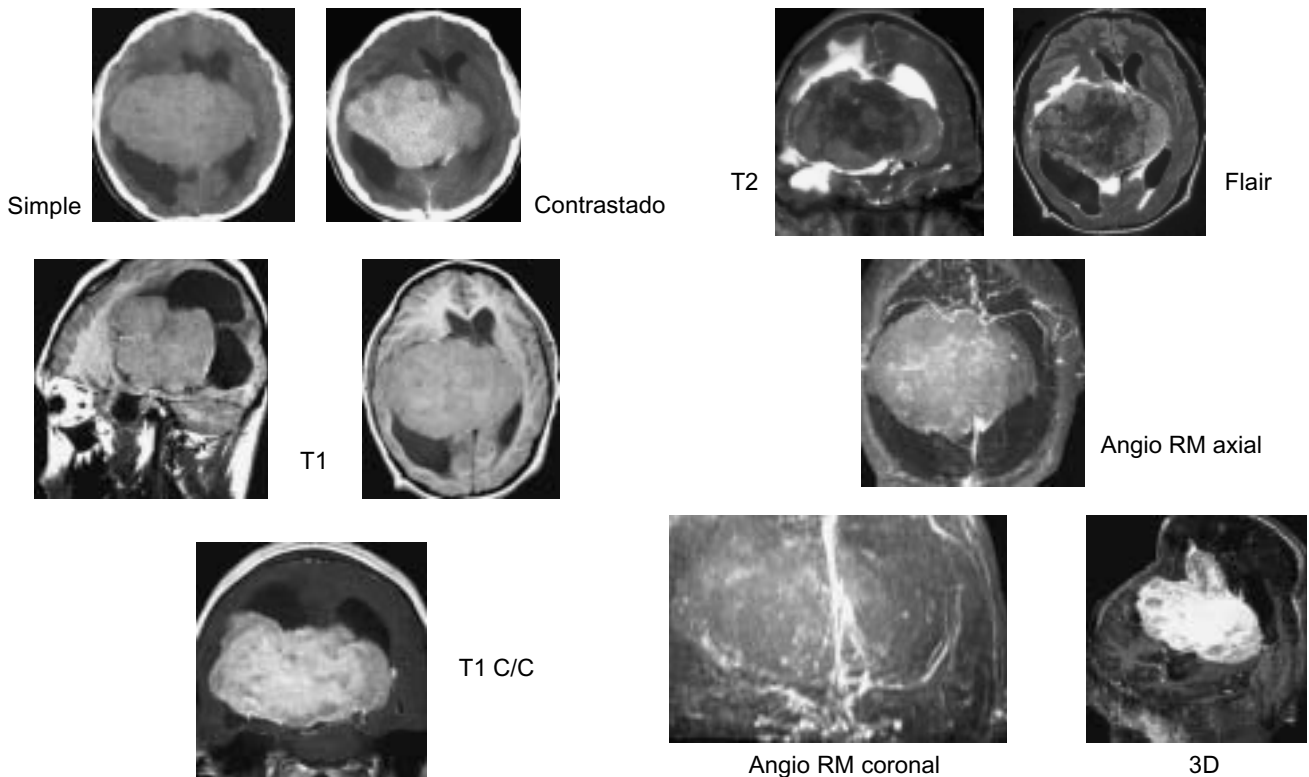 Simple
Contrastado
T2
Flair
T1
Angio RM axial
T1 C/C
Angio RM coronal
3D